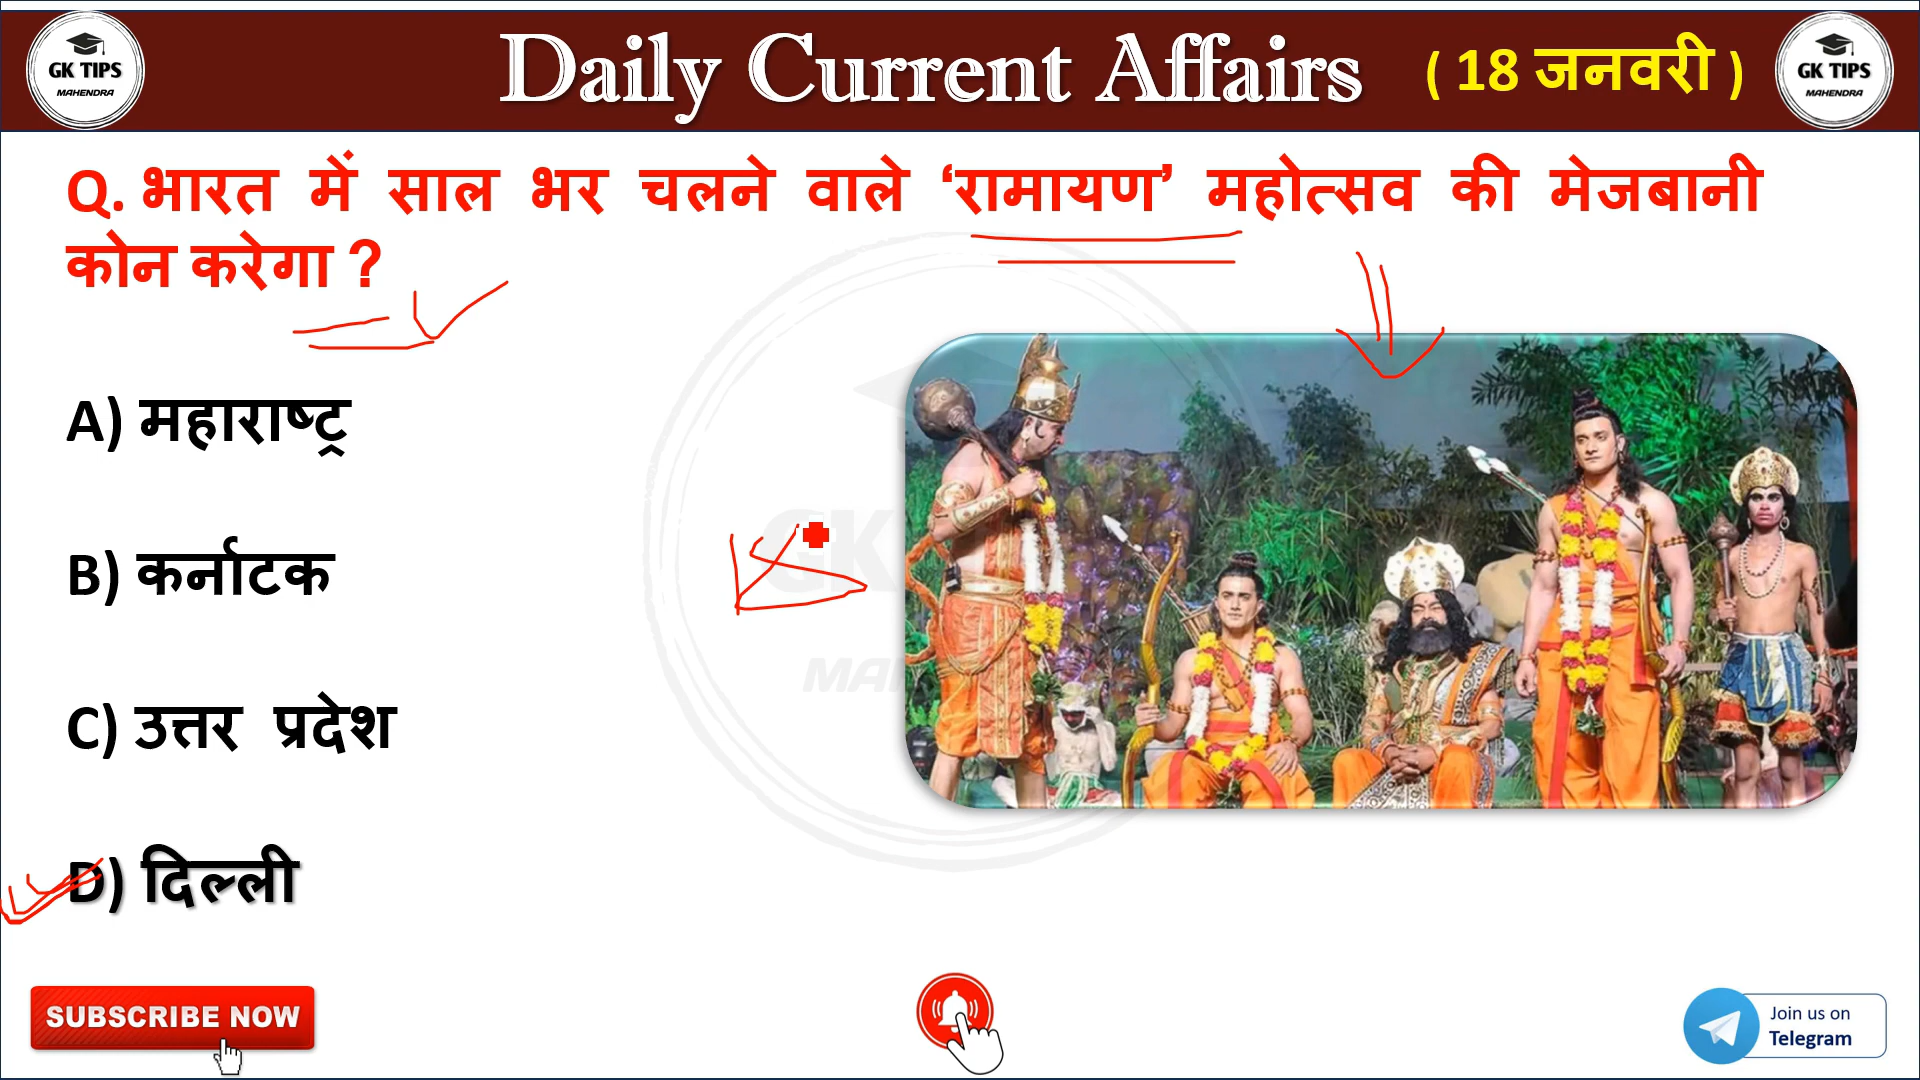 GK TIPS
MAHENDRA
Daily Current Affairs
( 18 जनवरी )
GK TIPS
MAHENDRA
Q. भारत में साल भर चलने वाले ‘रामायण’ महोत्सव की मेजबानी
कोन करेगा ?
A) महाराष्ट्र
B) कर्नाटक
C) उत्तर प्रदेश
D) दिल्ली
SUBSCRIBE NOW
Join us on
Telegram